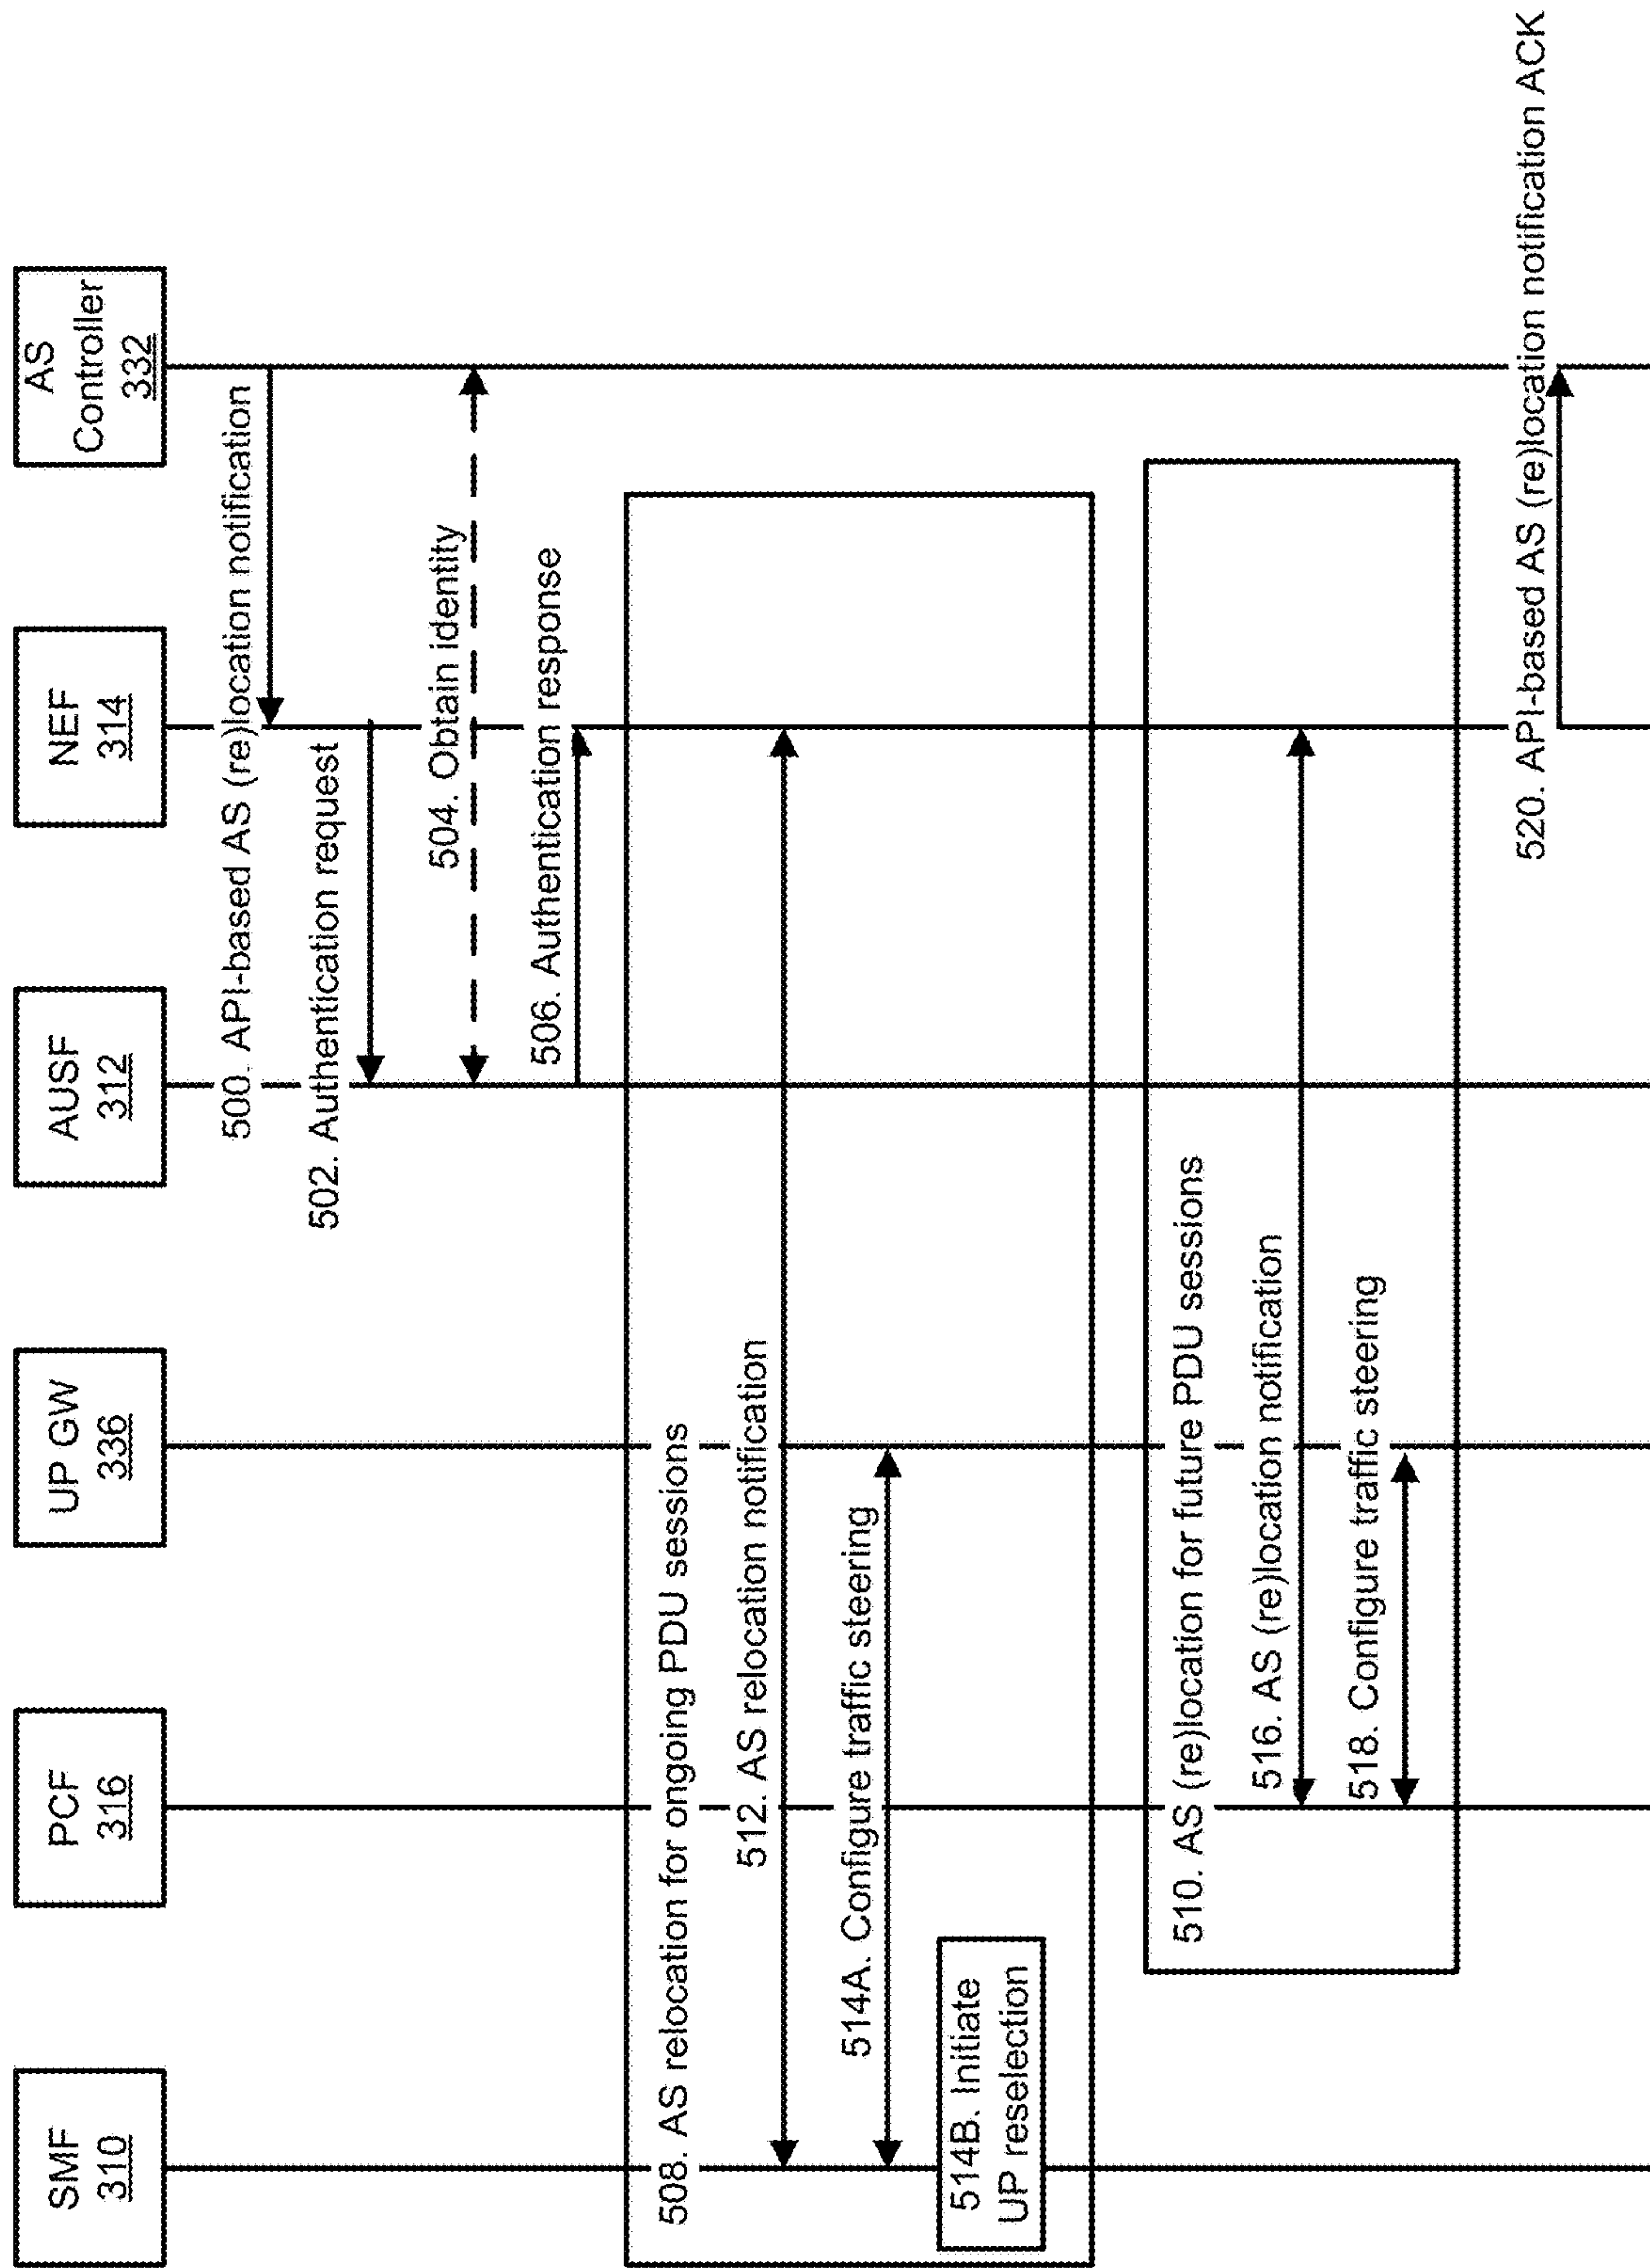 SMF
310
PCF
316
UP GW
336
AUSF
312
NEF
314
AS
Controller
332
500. API-based AS (re)location notification
502. Authentication request
504. Obtain identity
506. Authentication response
508. AS relocation for ongoing PDU sessions
512. AS relocation notification
514A. Configure traffic steering
514B. Initiate
UP reselection
510. AS (re)location for future PDU sessions
516. AS (re)location notification
518. Configure traffic steering
520. API-based AS (re)location notification ACK